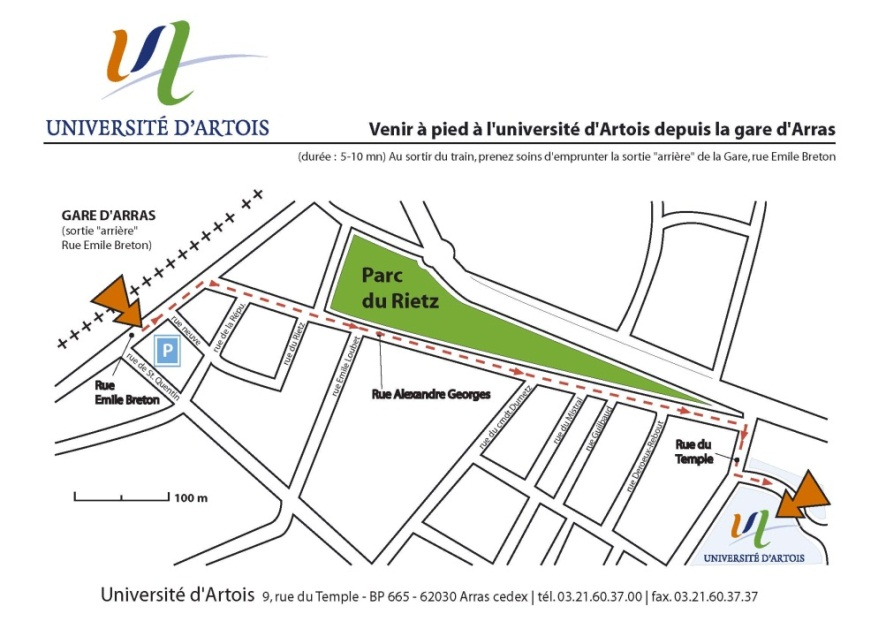 UNIVERSITÉ D'ARTOIS
Venir à pied à l'université d'Artois depuis la gare d'Arras
(durée : 5-10 mn) Au sortir du train, prenez soins d'emprunter la sortie "arrière" de la Gare, rue Emile Breton
GARE D'ARRAS
(sortie "arrière"
Rue Emile Breton)
Parc
du Rietz
rue neuve
rue de la Répu.
rue du Rietz
P
rue de St. Quentin
Rue
Emile Breton
rue Emile Loubet
Rue Alexandre Georges
rue du cmdt Dumetz
rue du Mistral
rue Guilbaud
rue Deroeux-Rebout
Rue du
Temple
100 m
UNIVERSITÉ D'ARTOIS
Université d'Artois 9, rue du Temple - BP 665 - 62030 Arras cedex | tél. 03.21.60.37.00 | fax. 03.21.60.37.37